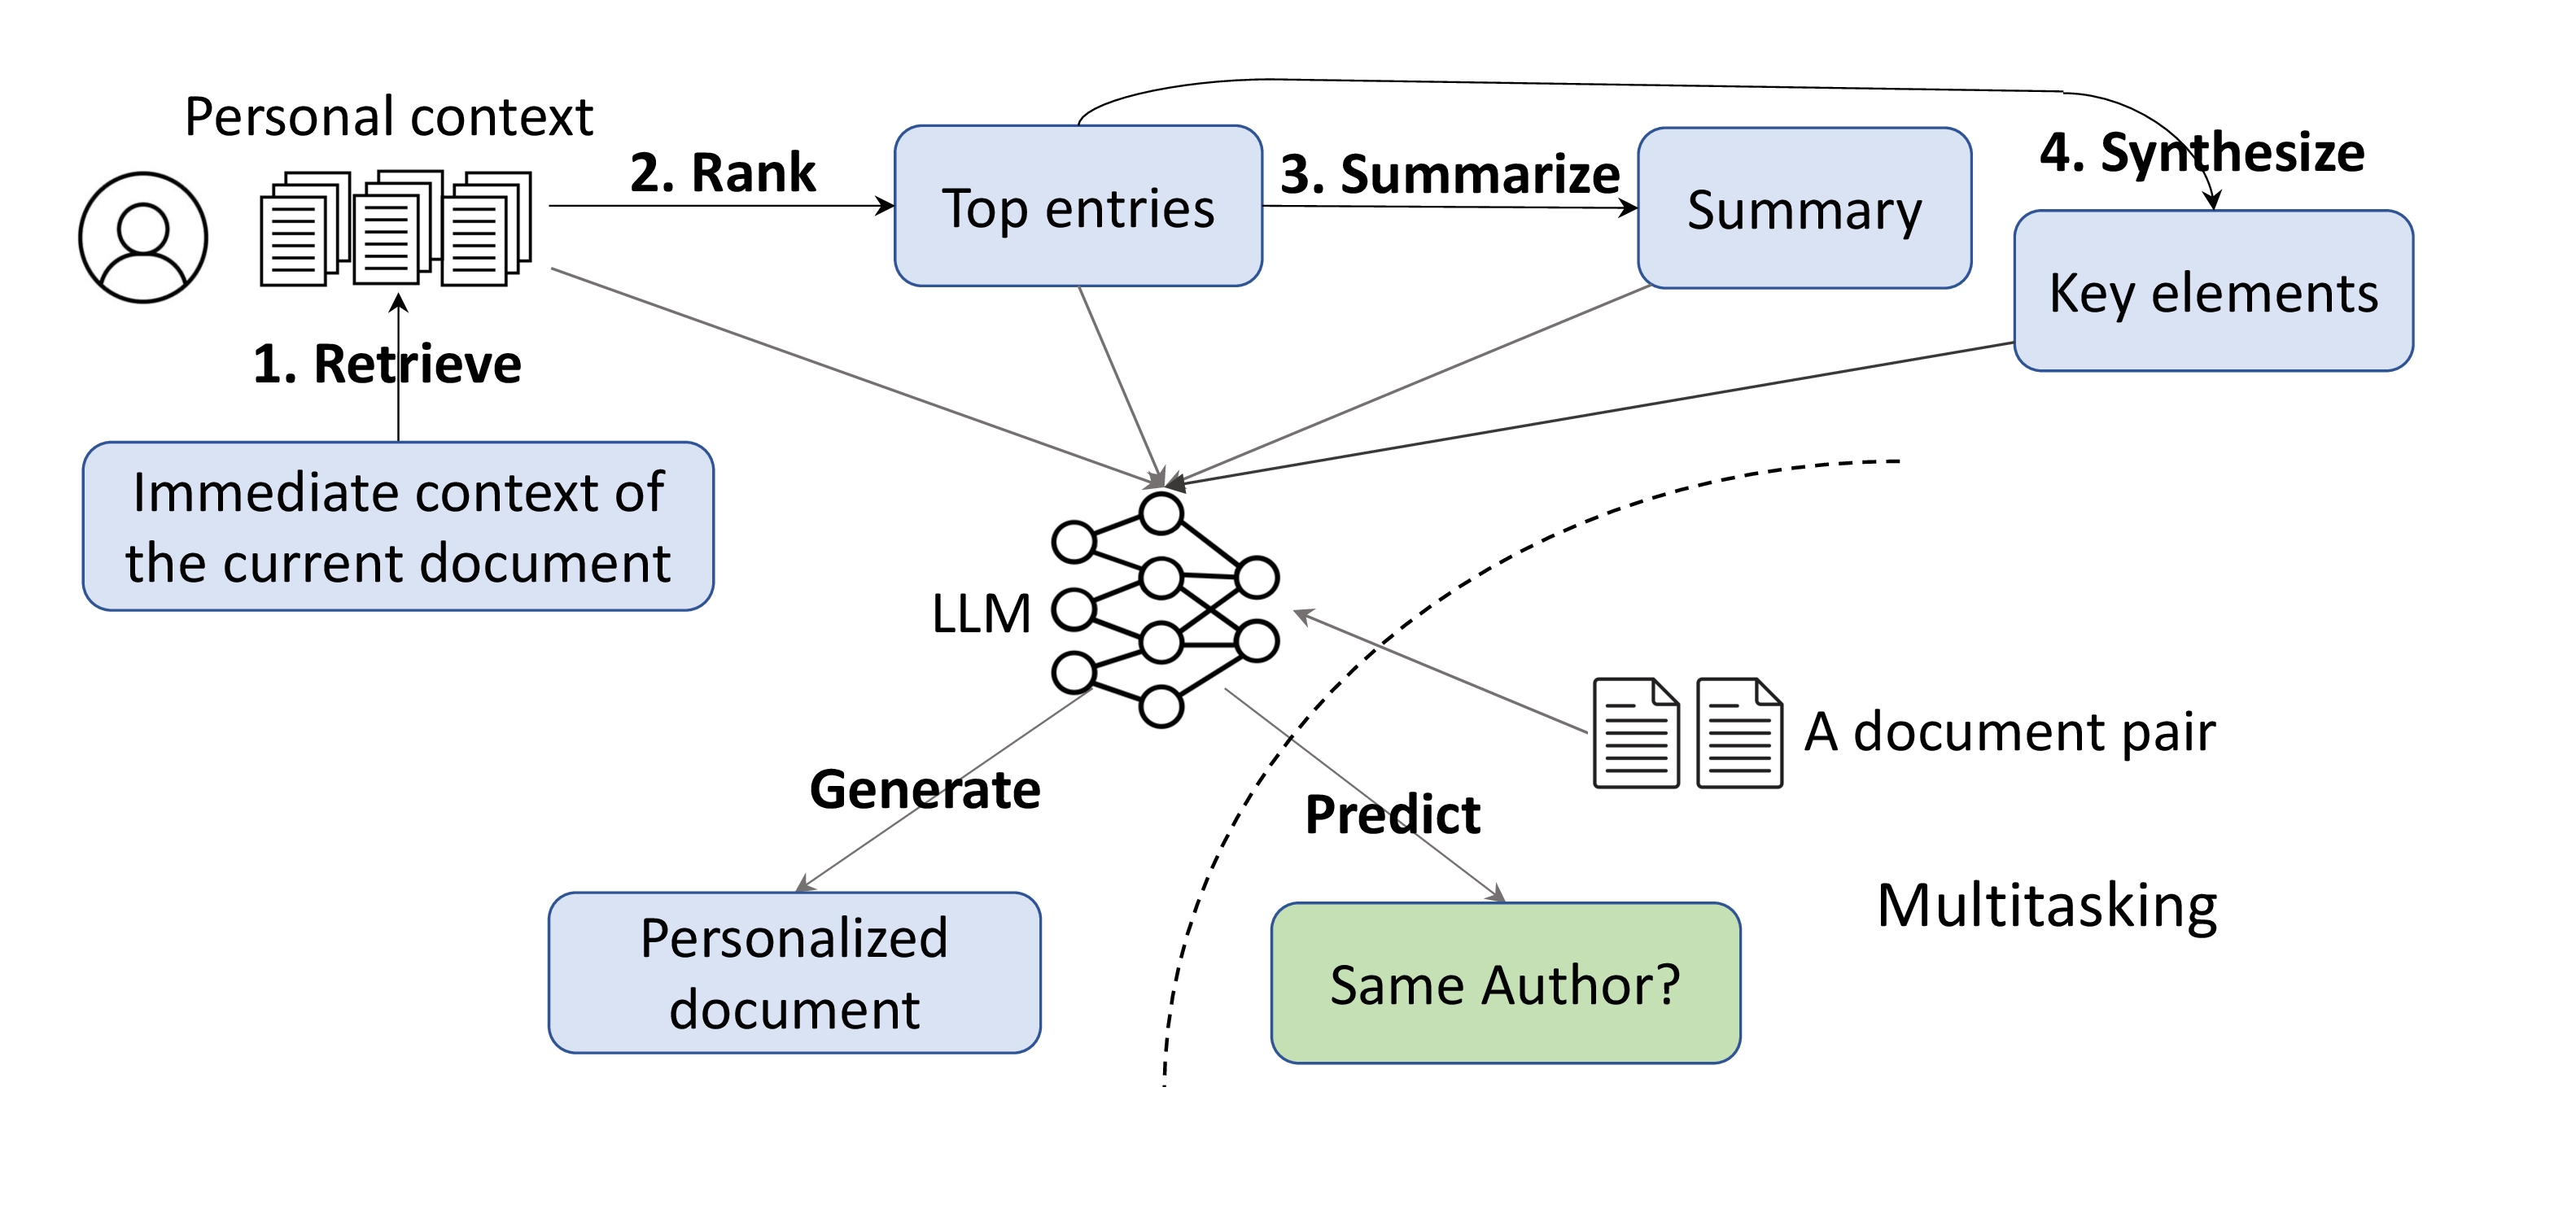 Personal context
2. Rank
Top entries
3. Summarize
Summary
4. Synthesize
Key elements
1. Retrieve
Immediate context of
the current document
LLM
A document pair
Generate
Predict
Personalized
document
Same Author?
Multitasking